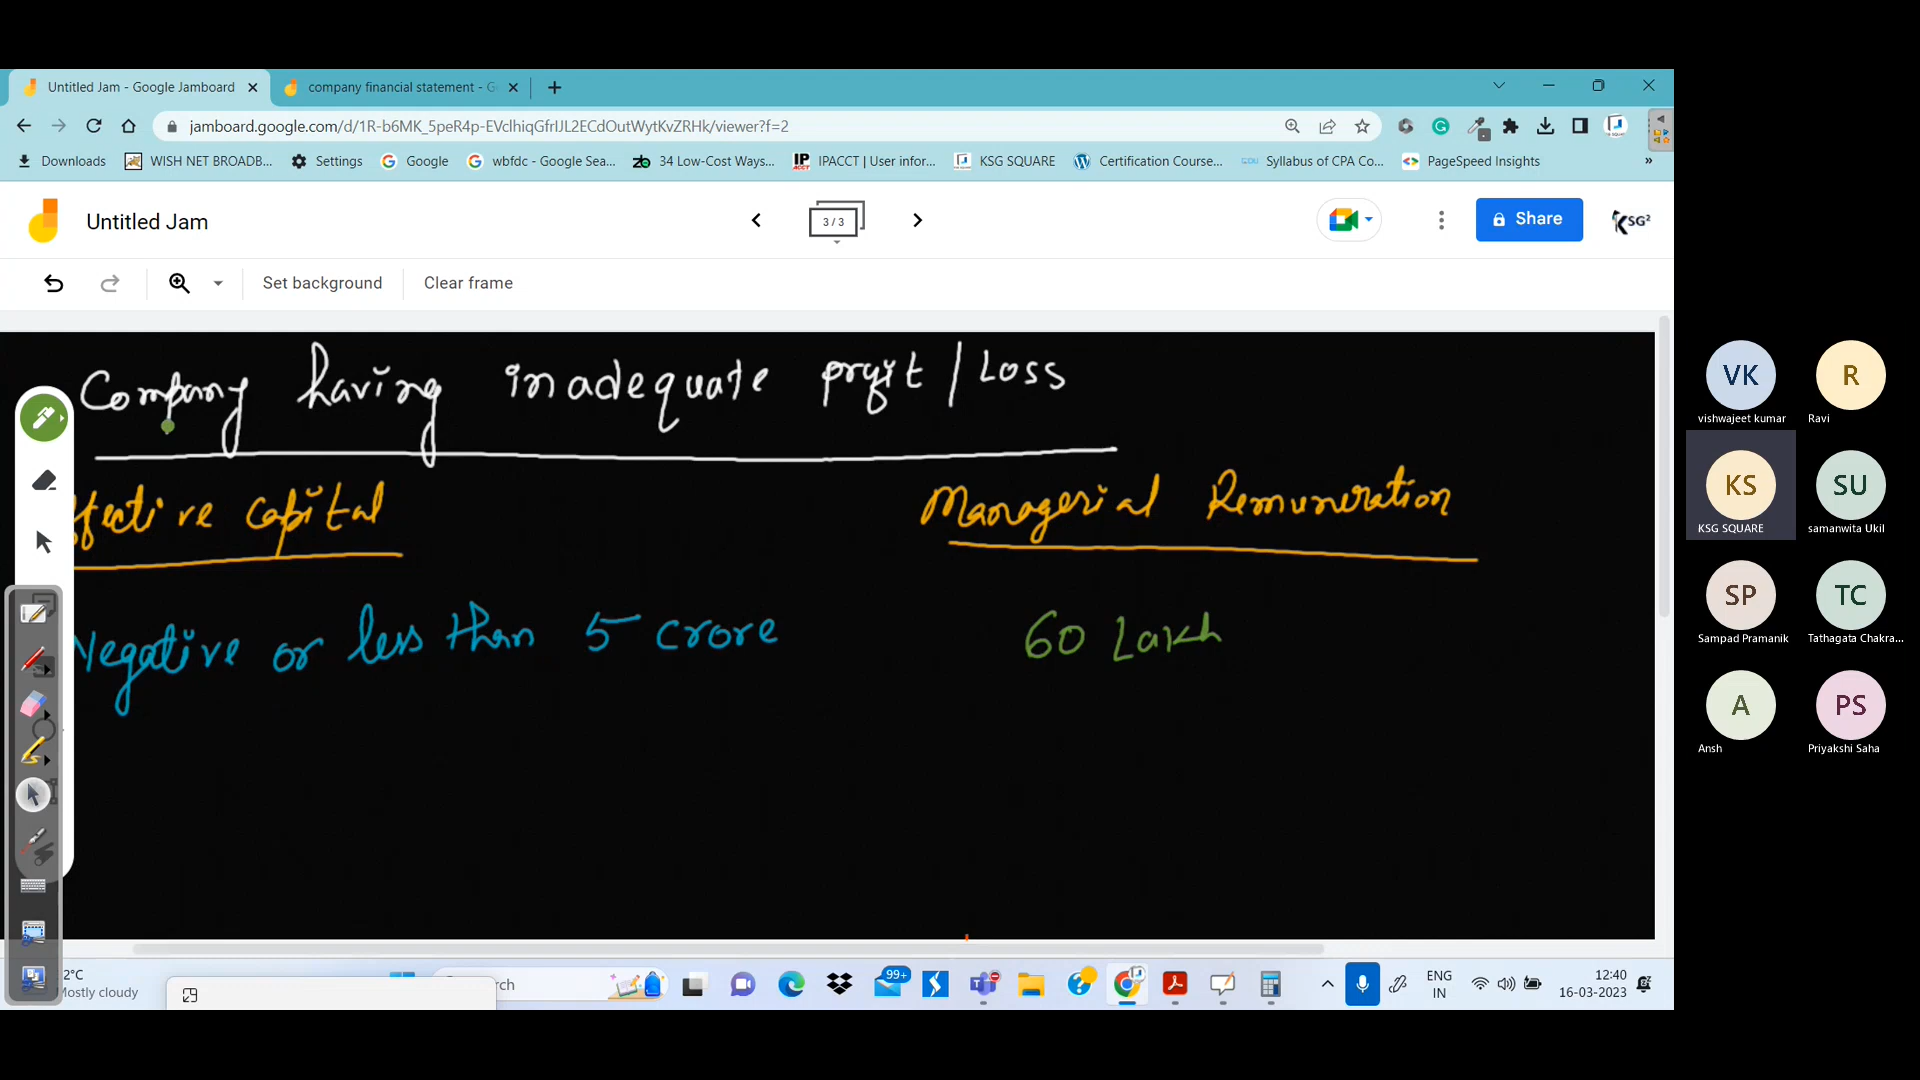 Untitled Jam - Google Jamboard
company financial statement - G
jamboard.google.com/d/1R-b6MK_5peR4p-EVclhiqGfrIJL2ECdOutWytKvZRHk/viewer?f=2
Downloads WISH NET BROADB... Settings Google wbfdc - Google Sea... 34 Low-Cost Ways... IPACCT | User infor... KSG SQUARE Certification Course... Syllabus of CPA Co... PageSpeed Insights »
Untitled Jam
3 / 3
Share
KSG²
Set background
Clear frame
Company having inadequate profit / Loss
ffective Capital
Managerial Remuneration
Negative or less than 5 crore
60 Lakh
VK
vishwajeet kumar
R
Ravi
KS
KSG SQUARE
SU
samanwita Ukil
SP
Sampad Pramanik
TC
Tathagata Chakra...
A
Ansh
PS
Priyakshi Saha
2°C
Mostly cloudy
rch
99+
ENG
IN
12:40
16-03-2023